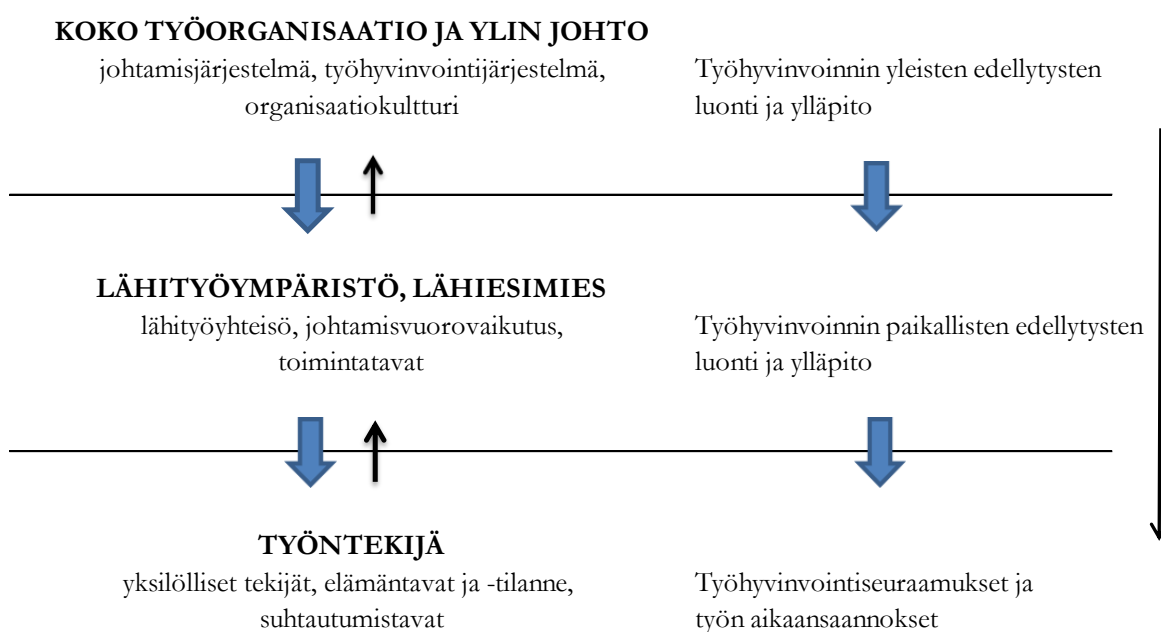 KOKO TYÖORGANISAATIO JA YLIN JOHTO
johtamisjärjestelmä, työhyvinvointijärjestelmä,
organisaatiokultturi
Työhyvinvoinnin yleisten edellytysten
luonti ja ylläpito
LÄHITYÖYMPÄRISTÖ, LÄHIESIMIES
lähityöyhteisö, johtamisvuorovaikutus,
toimintatavat
Työhyvinvoinnin paikallisten edellytysten
luonti ja ylläpito
TYÖNTEKIJÄ
yksilölliset tekijät, elämäntavat ja -tilanne,
suhtautumistavat
Työhyvinvointiseuraamukset ja
työn aikaansaannokset